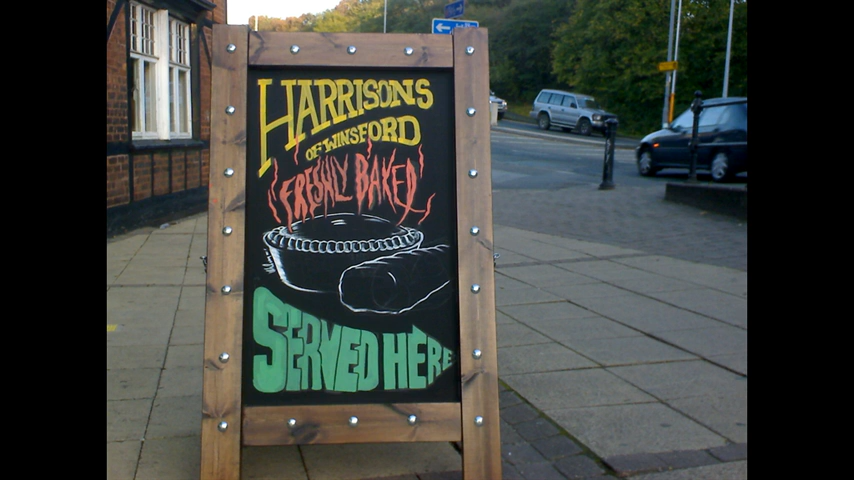 HARRISONS
OF WINSFORD
FRESHLY BAKED
SERVED HERE